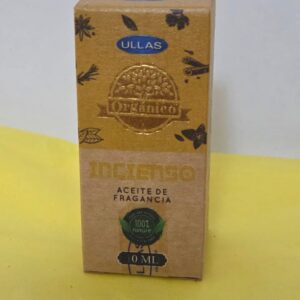 ULLAS
Orgánico
INCIENSO
ACEITE DE
FRAGANCIA
100%
0 ML